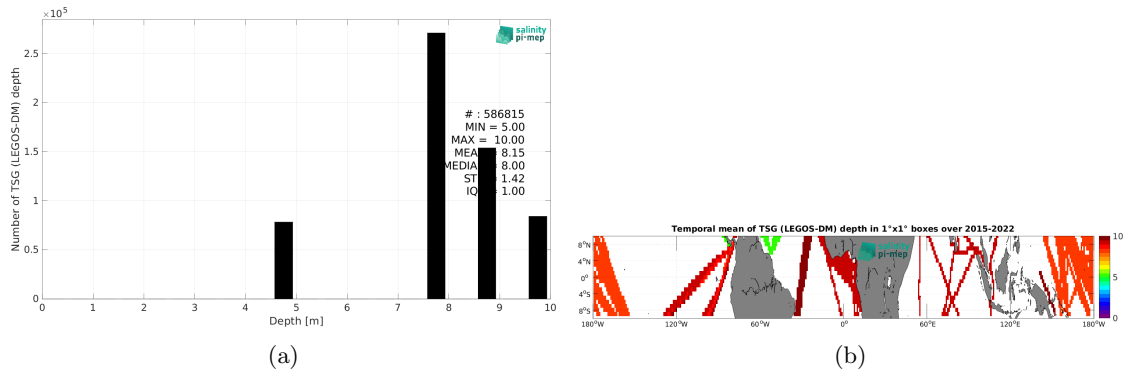 ×10⁵
2.5
2
1.5
1
0.5
0
0 1 2 3 4 5 6 7 8 9 10
Number of TSG (LEGOS-DM) depth
Depth [m]
salinity
pi-mep
# : 586815
MIN = 5.00
MAX = 10.00
MEA 8.15
MEDIA 8.00
ST 1.42
IQ 1.00
(a)
Temporal mean of TSG (LEGOS-DM) depth in 1°x1° boxes over 2015-2022
8°N
4°N
0°
4°S
8°S
180°W 120°W 60°W 0° 60°E 120°E 180°W
salinity
pi-mep
10
5
0
(b)